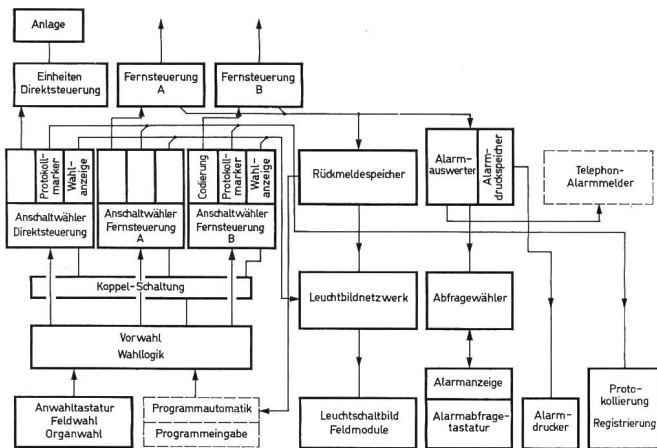 Anlage
Einheiten
Direktsteuerung
Fernsteuerung
A
Fernsteuerung
B
Protokoll-
marker
Wahl-
anzeige
Codierung
Protokoll-
marker
Wahl-
anzeige
Anschaltwähler
Direktsteuerung
Anschaltwähler
Fernsteuerung
A
Anschaltwähler
Fernsteuerung
B
Rückmeldespeicher
Alarm-
auswerter
Alarm-
druckspeicher
Telephon-
Alarmmelder
Koppel-Schaltung
Leuchtbildnetzwerk
Abfragewähler
Vorwahl
Wahllogik
Anwahltastatur
Feldwahl
Organwahl
Programmautomatik
Programmeingabe
Leuchtschaltbild
Feldmodule
Alarmanzeige
Alarmabfrage-
tastatur
Alarm-
drucker
Proto-
kollierung
Registrierung